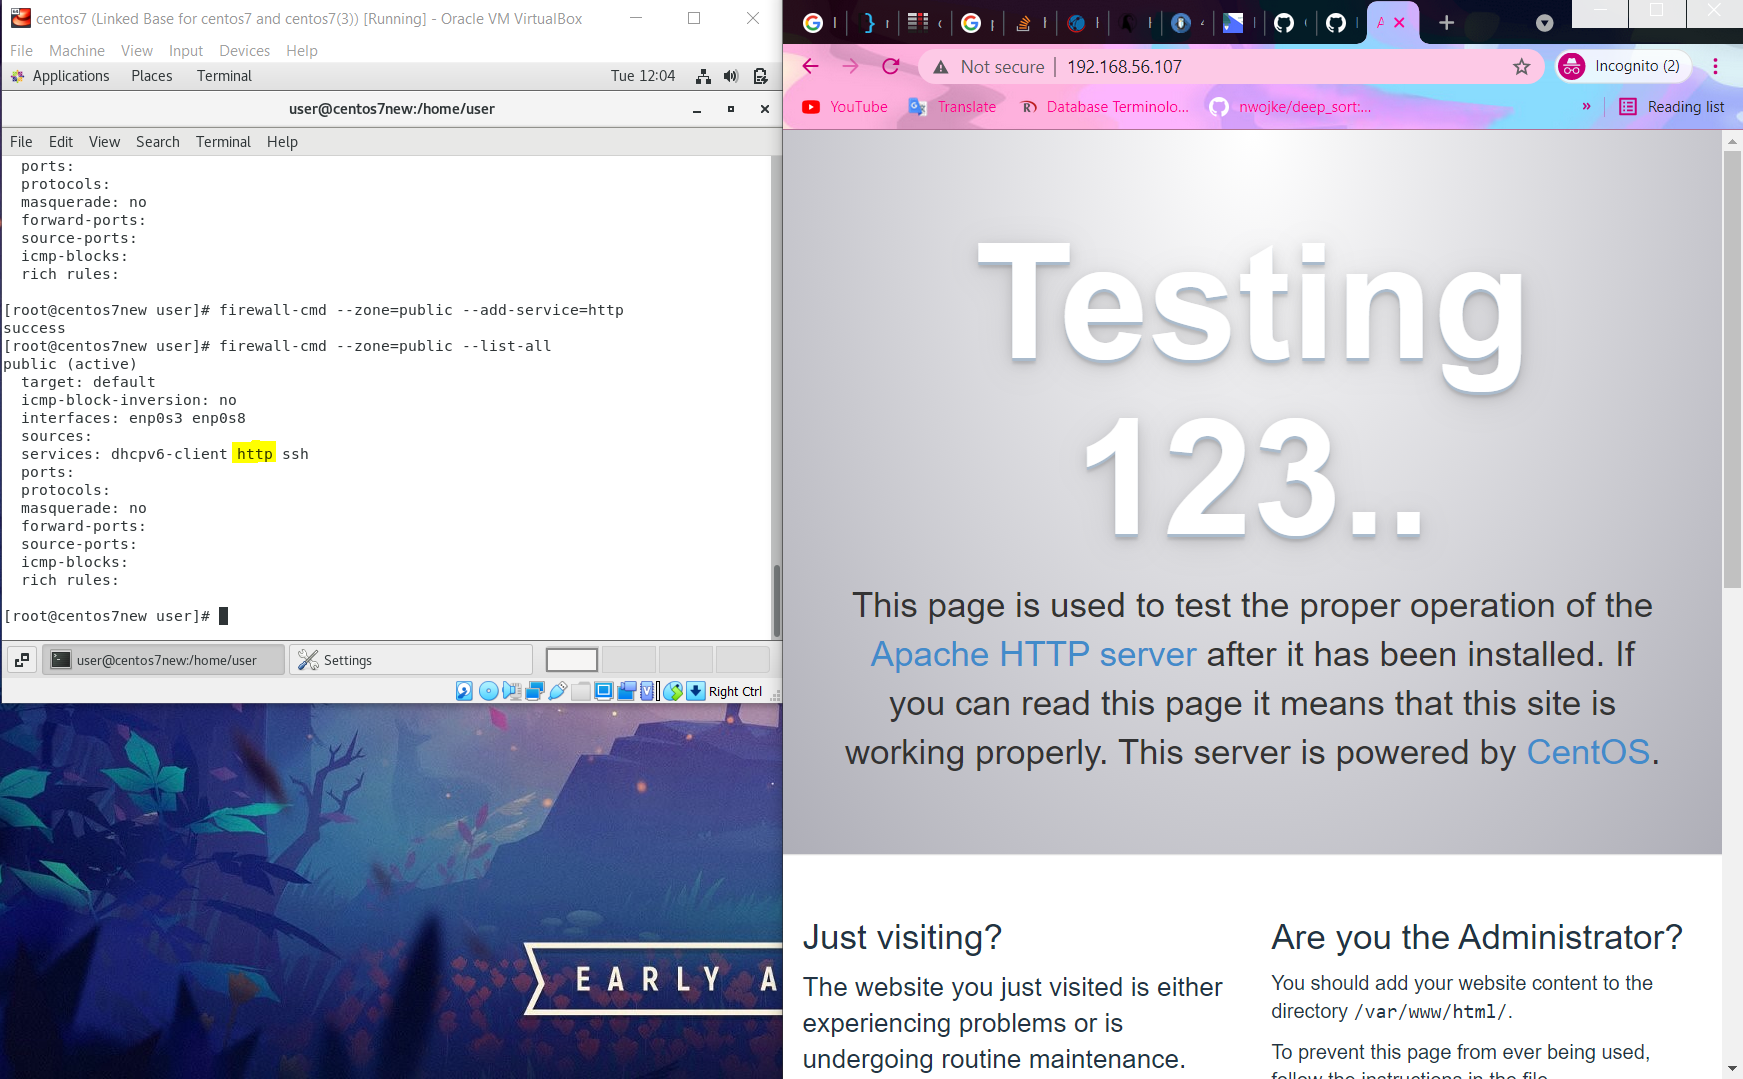 centos7 (Linked Base for centos7 and centos7(3)) [Running] - Oracle VM VirtualBox
File Machine View Input Devices Help
Applications Places Terminal Tue 12:04
user@centos7new:/home/user
File Edit View Search Terminal Help
ports:
protocols:
masquerade: no
forward-ports:
source-ports:
icmp-blocks:
rich rules:
[root@centos7new user]# firewall-cmd --zone=public --add-service=http
success
[root@centos7new user]# firewall-cmd --zone=public --list-all
public (active)
target: default
icmp-block-inversion: no
interfaces: enp0s3 enp0s8
sources:
services: dhcpv6-client http ssh
ports:
protocols:
masquerade: no
forward-ports:
source-ports:
icmp-blocks:
rich rules:
[root@centos7new user]#
user@centos7new:/home/user Settings
Right Ctrl
EARLY A
Not secure | 192.168.56.107 Incognito (2)
YouTube Translate Database Terminolo... nwojke/deep_sort:... » Reading list
Testing
123..
This page is used to test the proper operation of the
Apache HTTP server after it has been installed. If
you can read this page it means that this site is
working properly. This server is powered by CentOS.
Just visiting?
The website you just visited is either
experiencing problems or is
undergoing routine maintenance.
Are you the Administrator?
You should add your website content to the
directory /var/www/html/.
To prevent this page from ever being used,
follow the instructions in the file